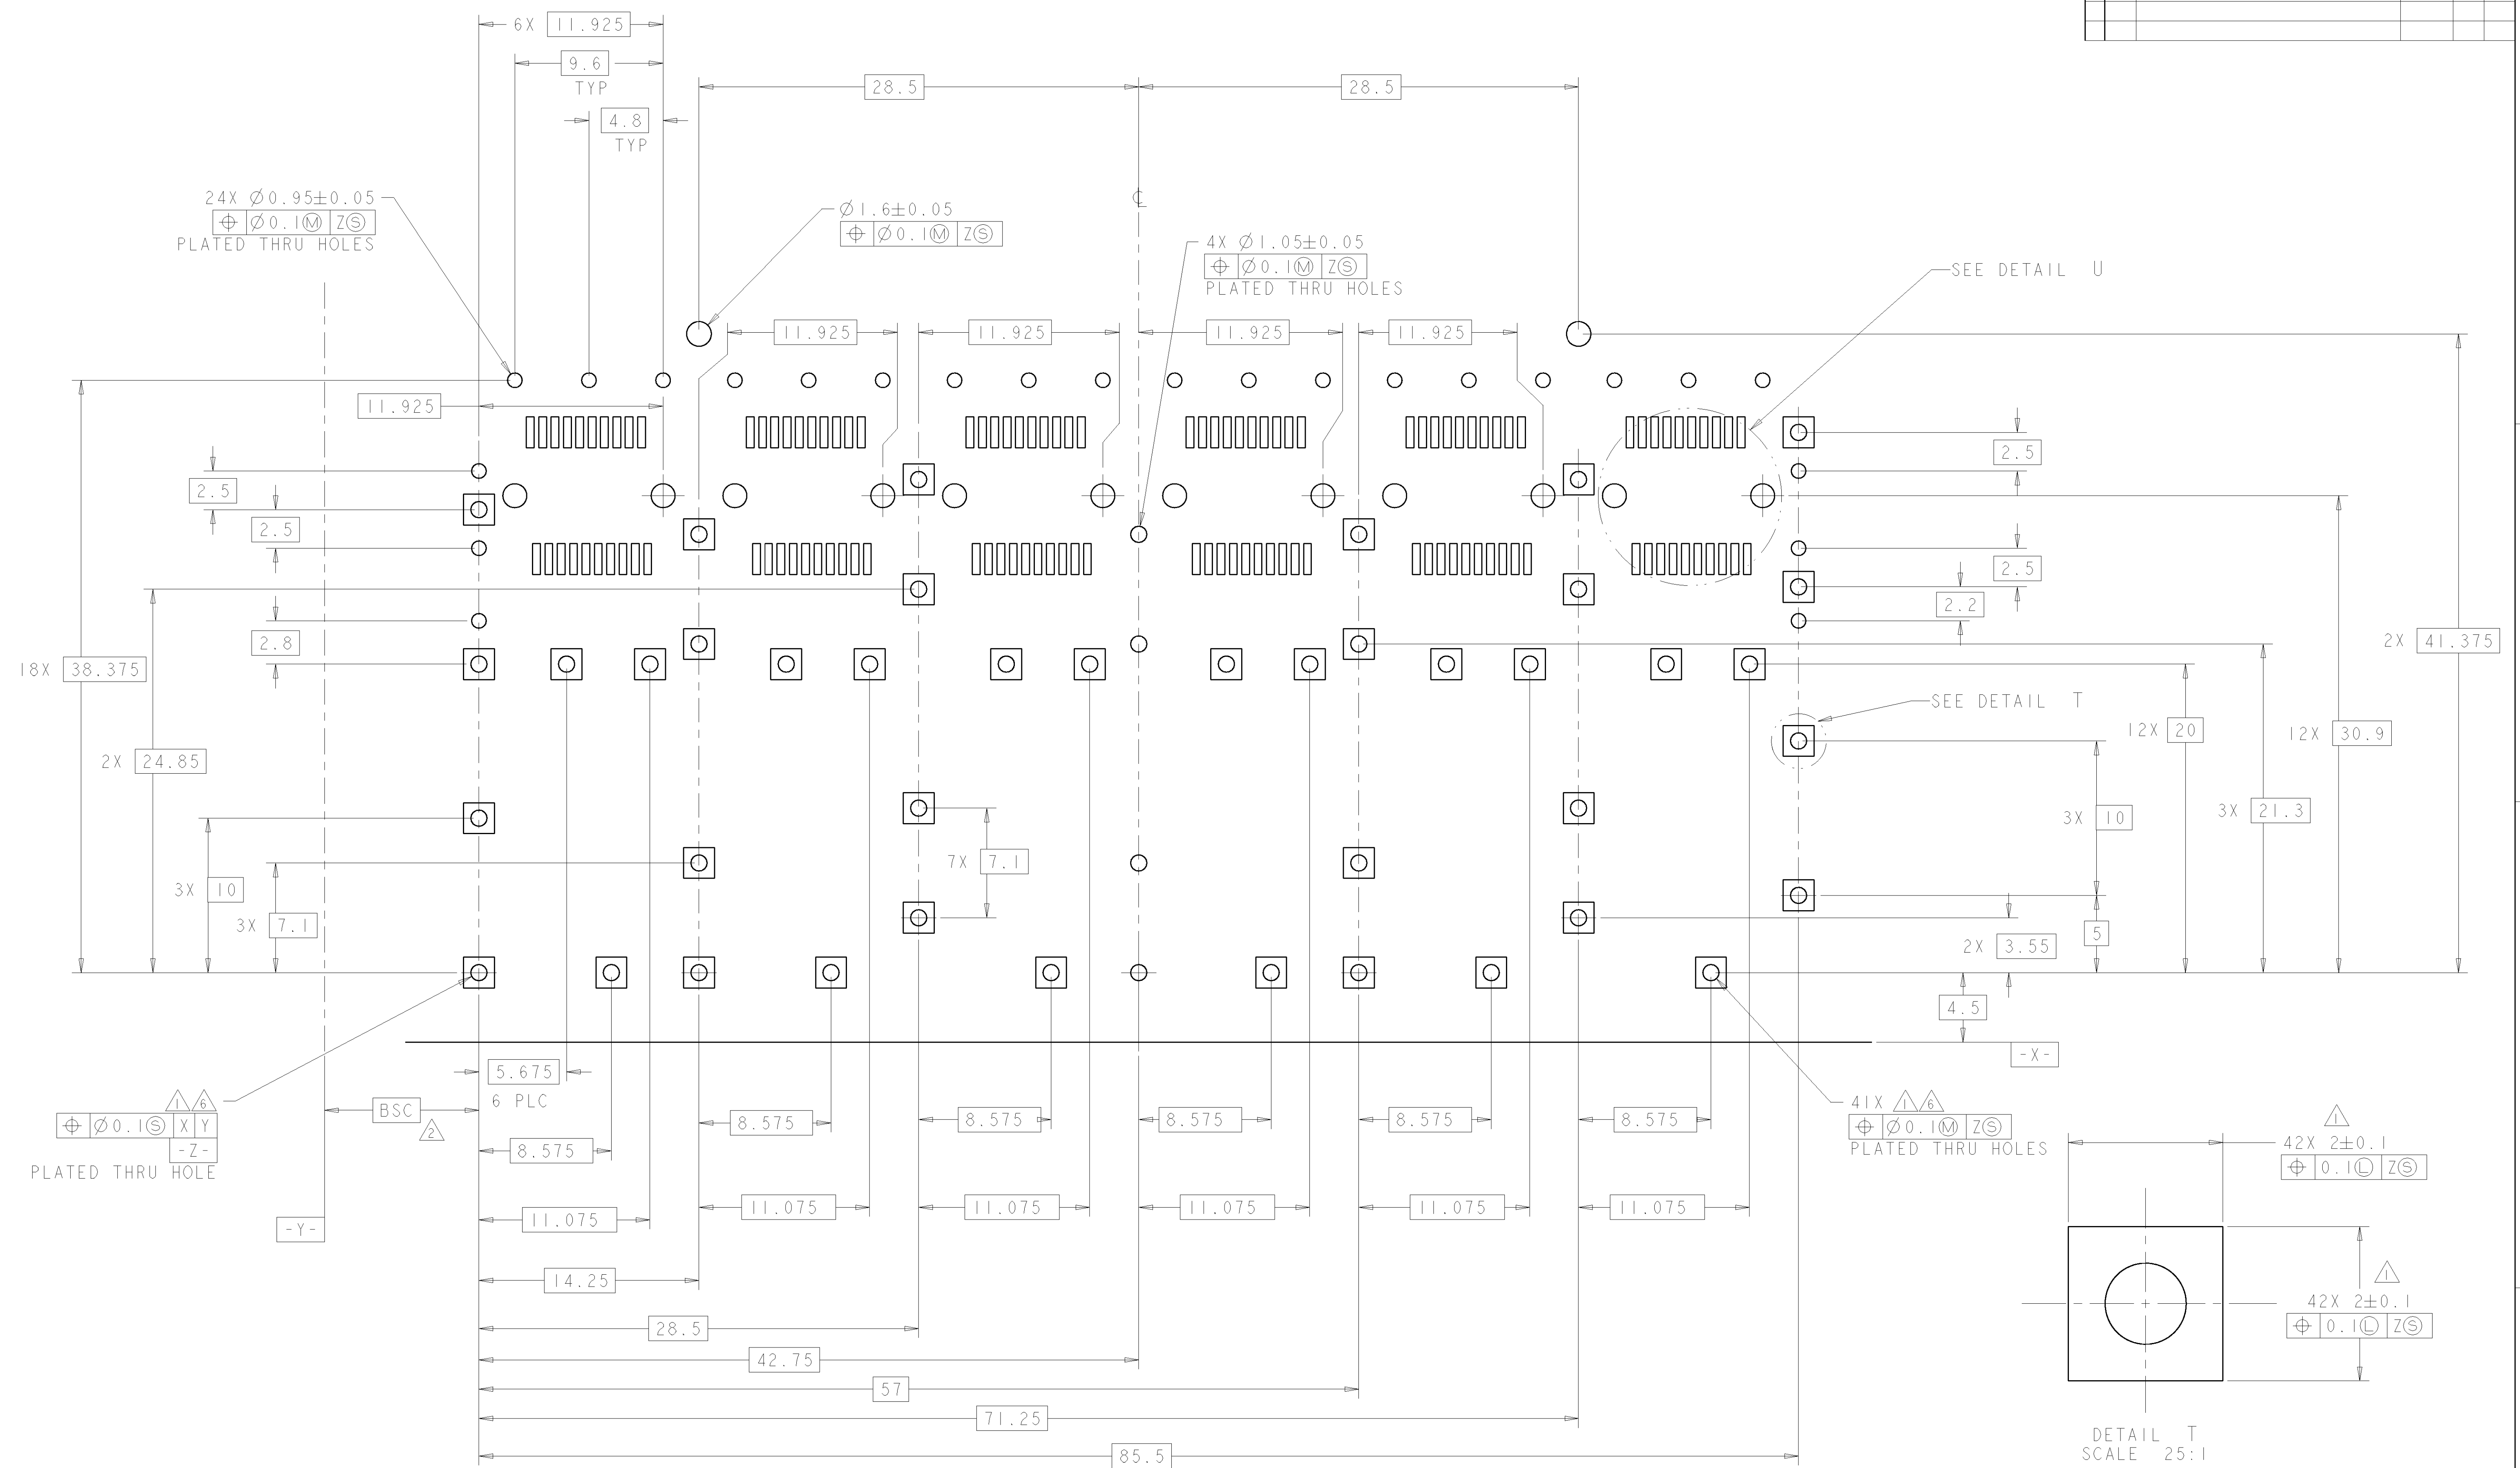 6X 11.925
9.6
TYP
4.8
TYP
28.5
28.5
24X Ø0.95±0.05
⌖ Ø0.1Ⓜ ZⓈ
PLATED THRU HOLES
Ø1.6±0.05
⌖ Ø0.1Ⓜ ZⓈ
℄
4X Ø1.05±0.05
⌖ Ø0.1Ⓜ ZⓈ
PLATED THRU HOLES
SEE DETAIL U
11.925
11.925
11.925
11.925
11.925
2.5
2.5
2.5
2.5
2.2
2.8
18X 38.375
2X 41.375
2X 24.85
SEE DETAIL T
12X 20
12X 30.9
3X 21.3
3X 10
3X 10
7X 7.1
3X 7.1
5
2X 3.55
4.5
-X-
5.675
6 PLC
1 6
⌖ Ø0.1Ⓢ X Y
-Z-
PLATED THRU HOLE
BSC
2
8.575
8.575
8.575
8.575
8.575
8.575
41X 1 6
⌖ Ø0.1Ⓜ ZⓈ
PLATED THRU HOLES
1
42X 2±0.1
⌖ 0.1Ⓛ ZⓈ
-Y-
11.075
11.075
11.075
11.075
11.075
11.075
14.25
28.5
42.75
57
71.25
85.5
1
42X 2±0.1
⌖ 0.1Ⓛ ZⓈ
DETAIL T
SCALE 25:1